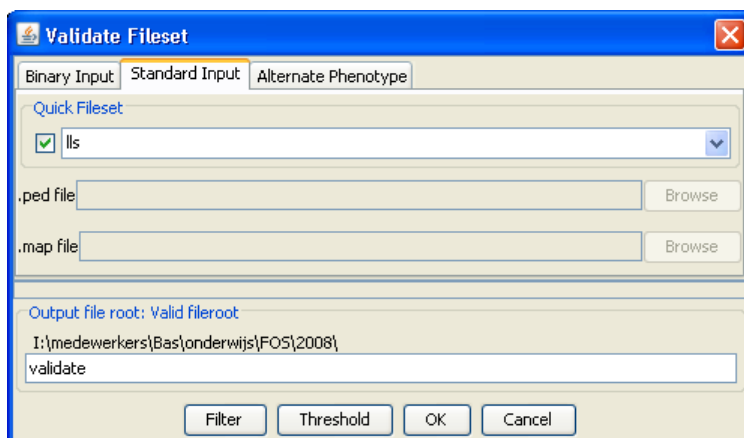 Validate Fileset
Binary Input Standard Input Alternate Phenotype
Quick Fileset
lls
.ped file Browse
.map file Browse
Output file root: Valid fileroot
I:\medewerkers\Bas\onderwijs\FOS\2008\
validate
Filter Threshold OK Cancel